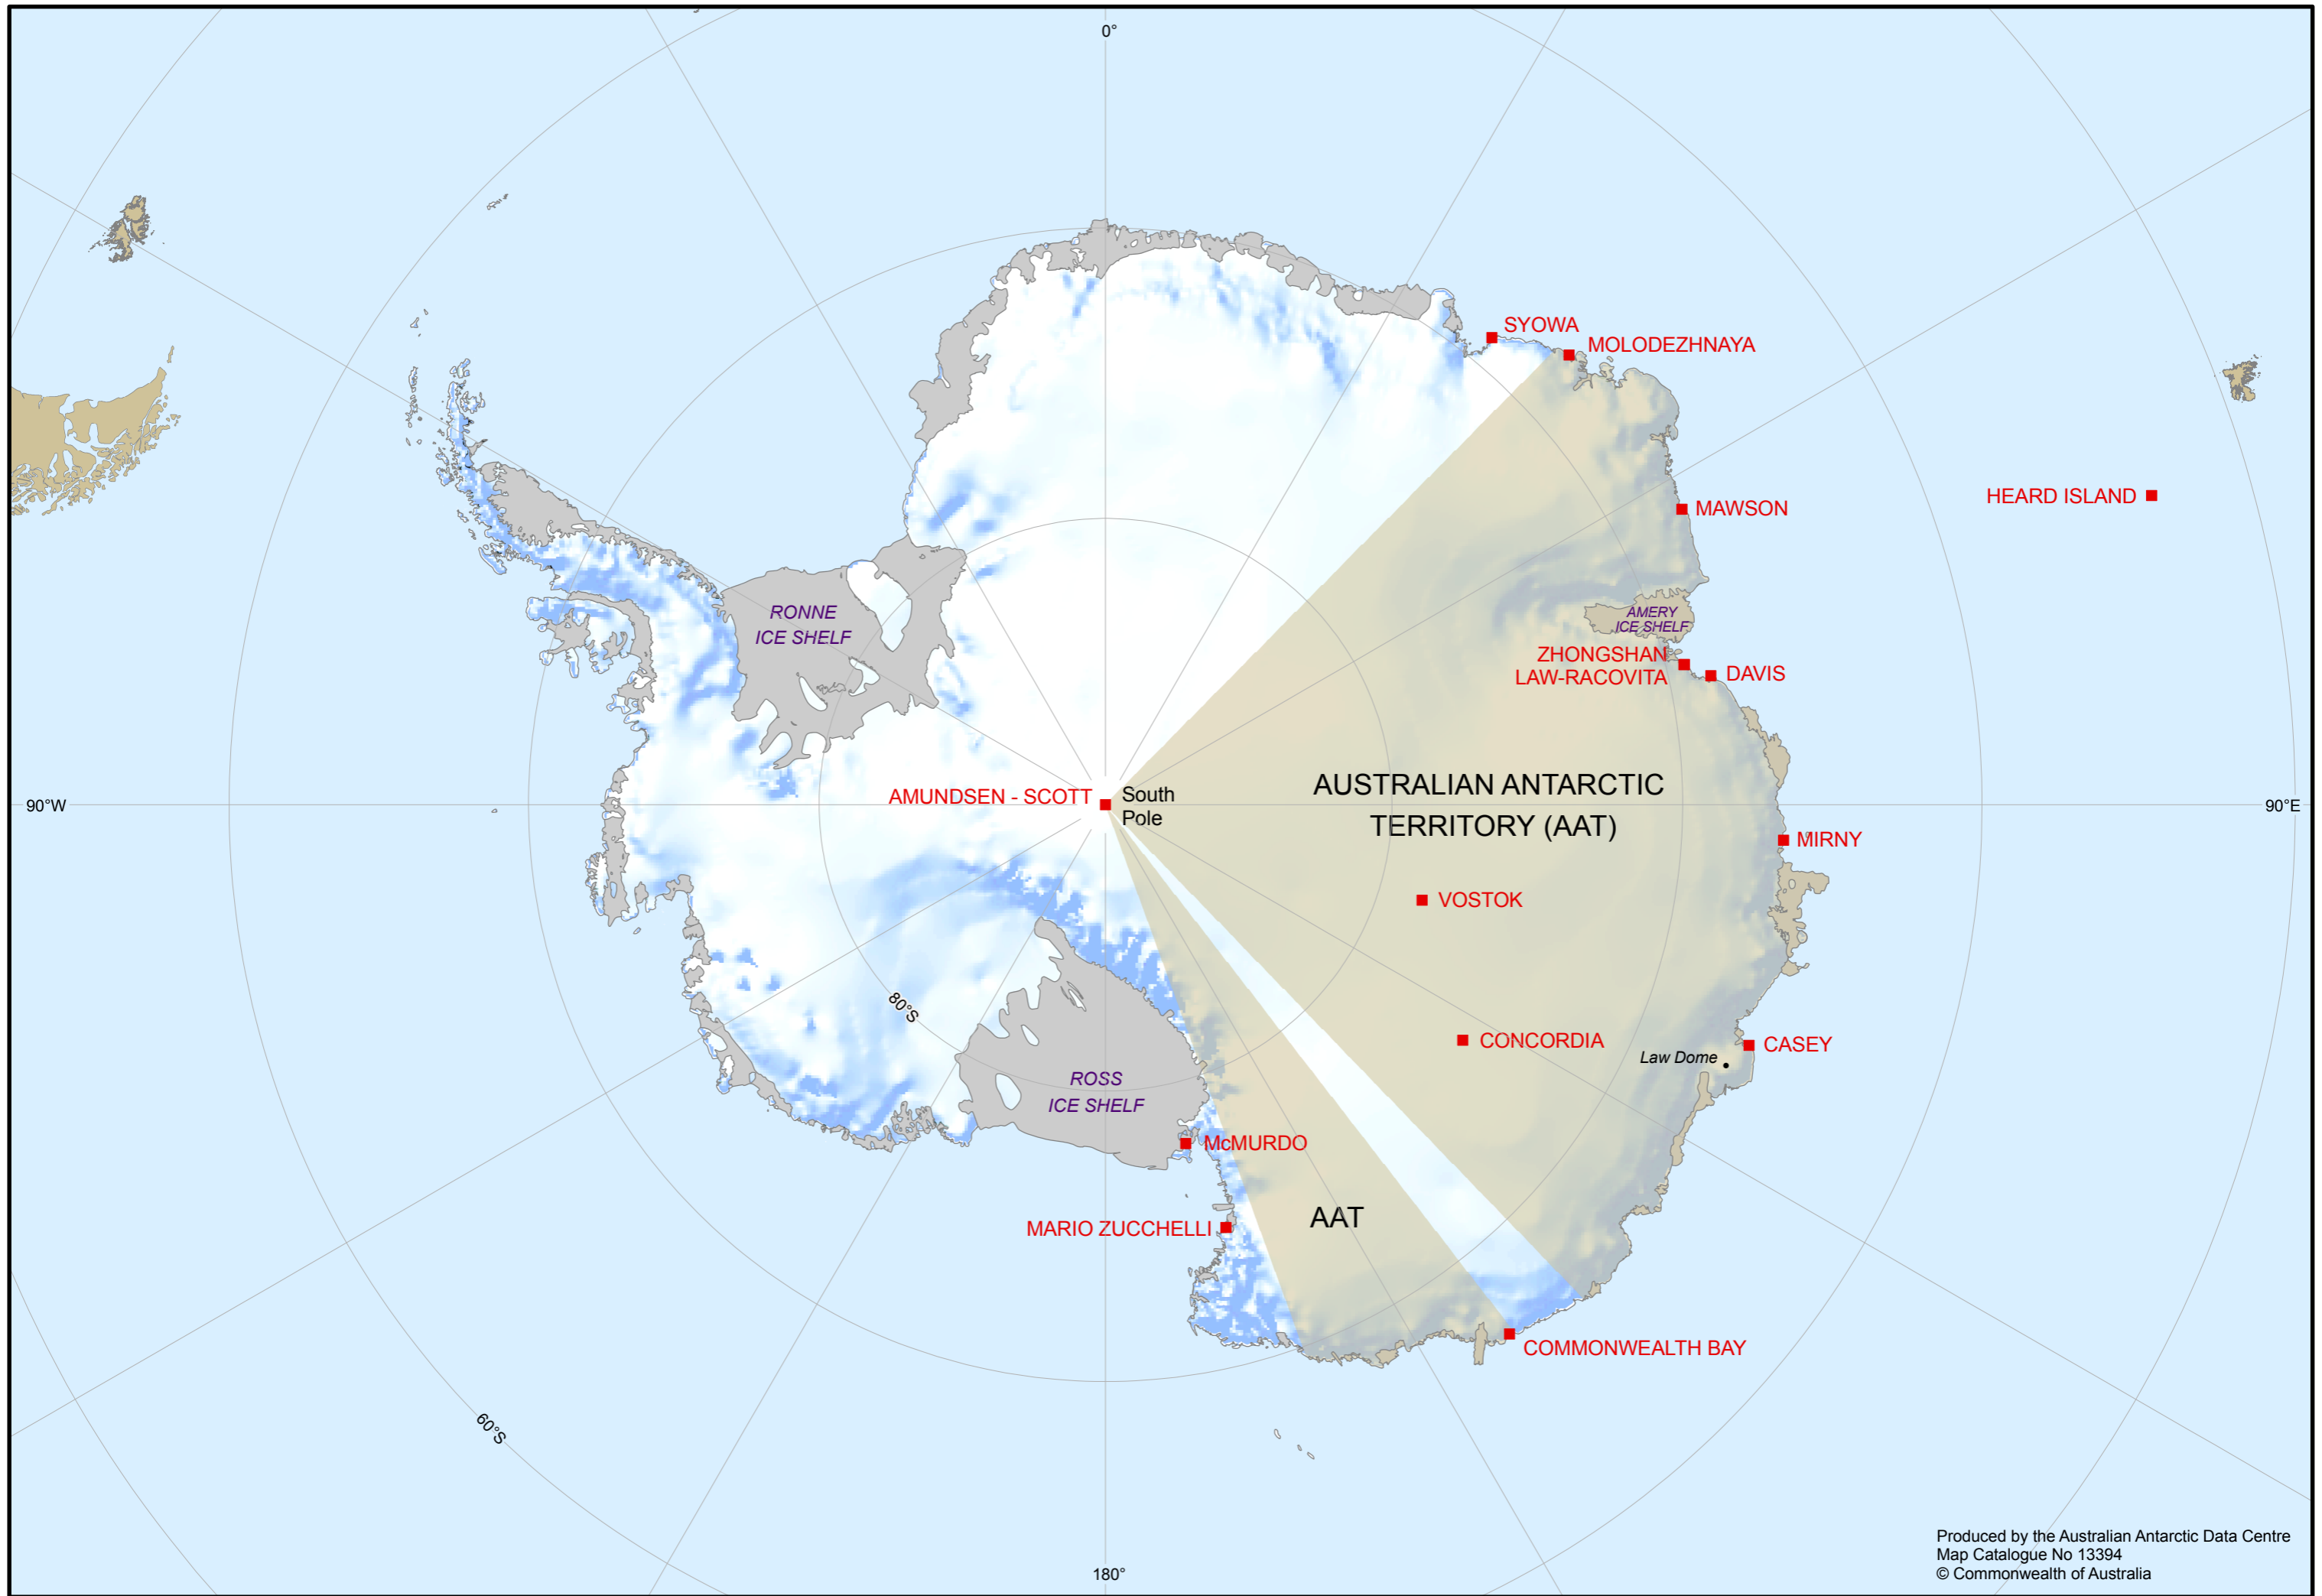 0°
SYOWA
MOLODEZHNAYA
HEARD ISLAND
MAWSON
RONNE
ICE SHELF
AMERY
ICE SHELF
ZHONGSHAN
LAW-RACOVITA
DAVIS
90°W
AMUNDSEN - SCOTT
South
Pole
AUSTRALIAN ANTARCTIC
TERRITORY (AAT)
90°E
MIRNY
VOSTOK
80°S
CONCORDIA
CASEY
Law Dome
ROSS
ICE SHELF
McMURDO
AAT
MARIO ZUCCHELLI
COMMONWEALTH BAY
60°S
180°
Produced by the Australian Antarctic Data Centre
Map Catalogue No 13394
© Commonwealth of Australia